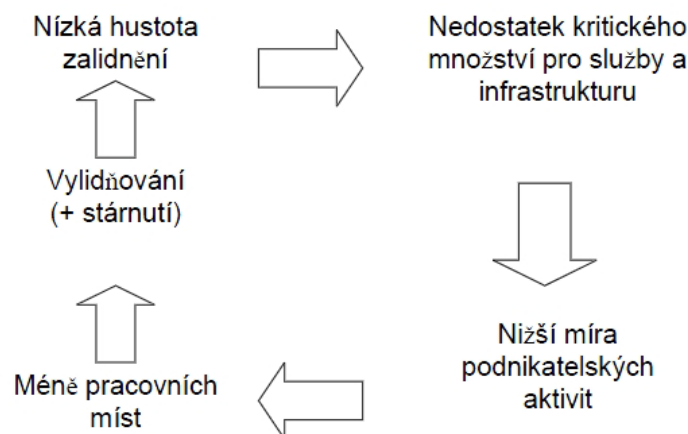 Nízká hustota
zalidnění
Nedostatek kritického
množství pro služby a
infrastrukturu
Vylidňování
(+ stárnutí)
Nižší míra
podnikatelských
aktivit
Méně pracovních
míst